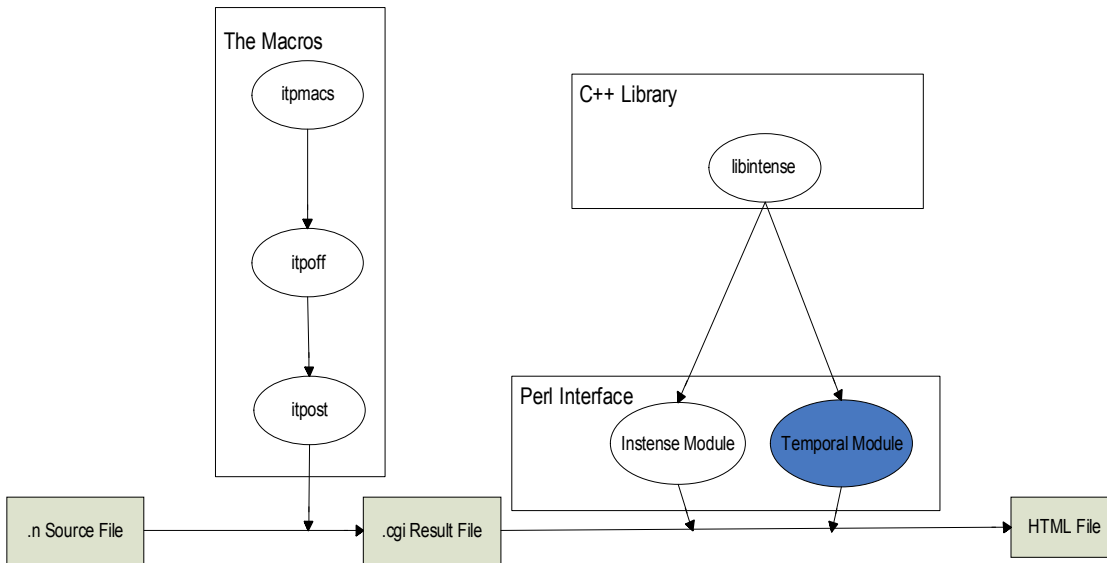 The Macros
itpmacs
itpoff
itpost
C++ Library
libintense
Perl Interface
Instense Module
Temporal Module
.n Source File
.cgi Result File
HTML File